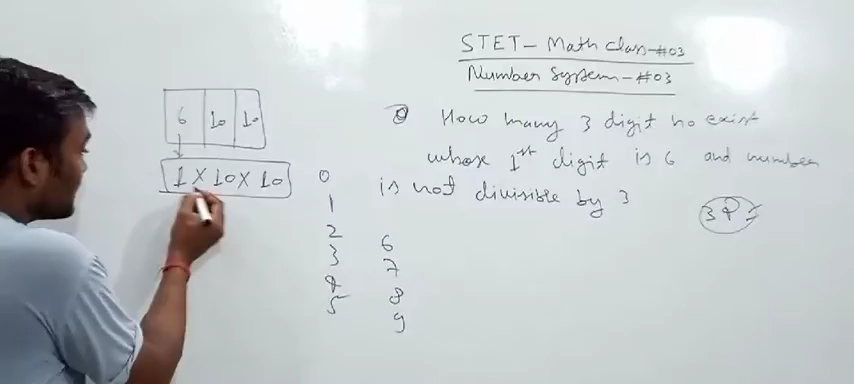 STET- Math class-#03
Number System-#03
Q How many 3 digit no exist
whose 1st digit is 6 and number
is not divisible by 3
6 10 10
1 X 10 X 10
0
1
2
3
4
5
6
7
8
9